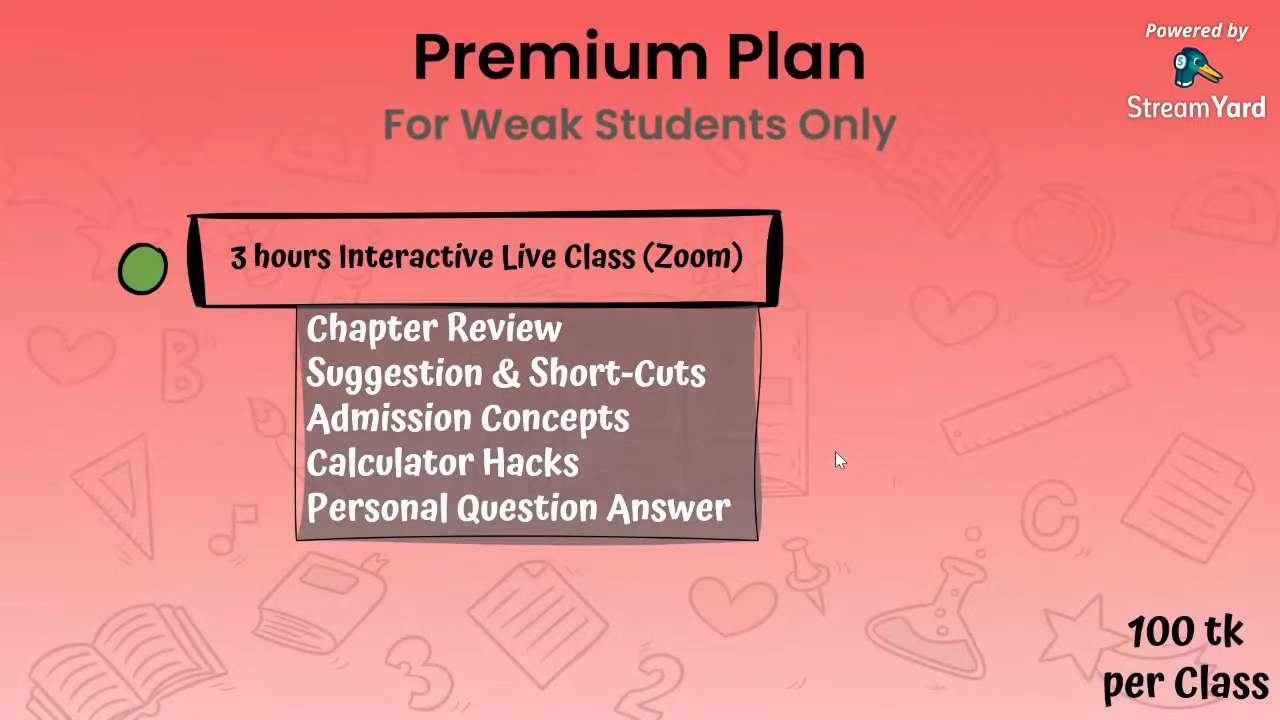 Premium Plan
For Weak Students Only
Powered by
StreamYard
3 hours Interactive Live Class (Zoom)
Chapter Review
Suggestion & Short-Cuts
Admission Concepts
Calculator Hacks
Personal Question Answer
100 tk
per Class